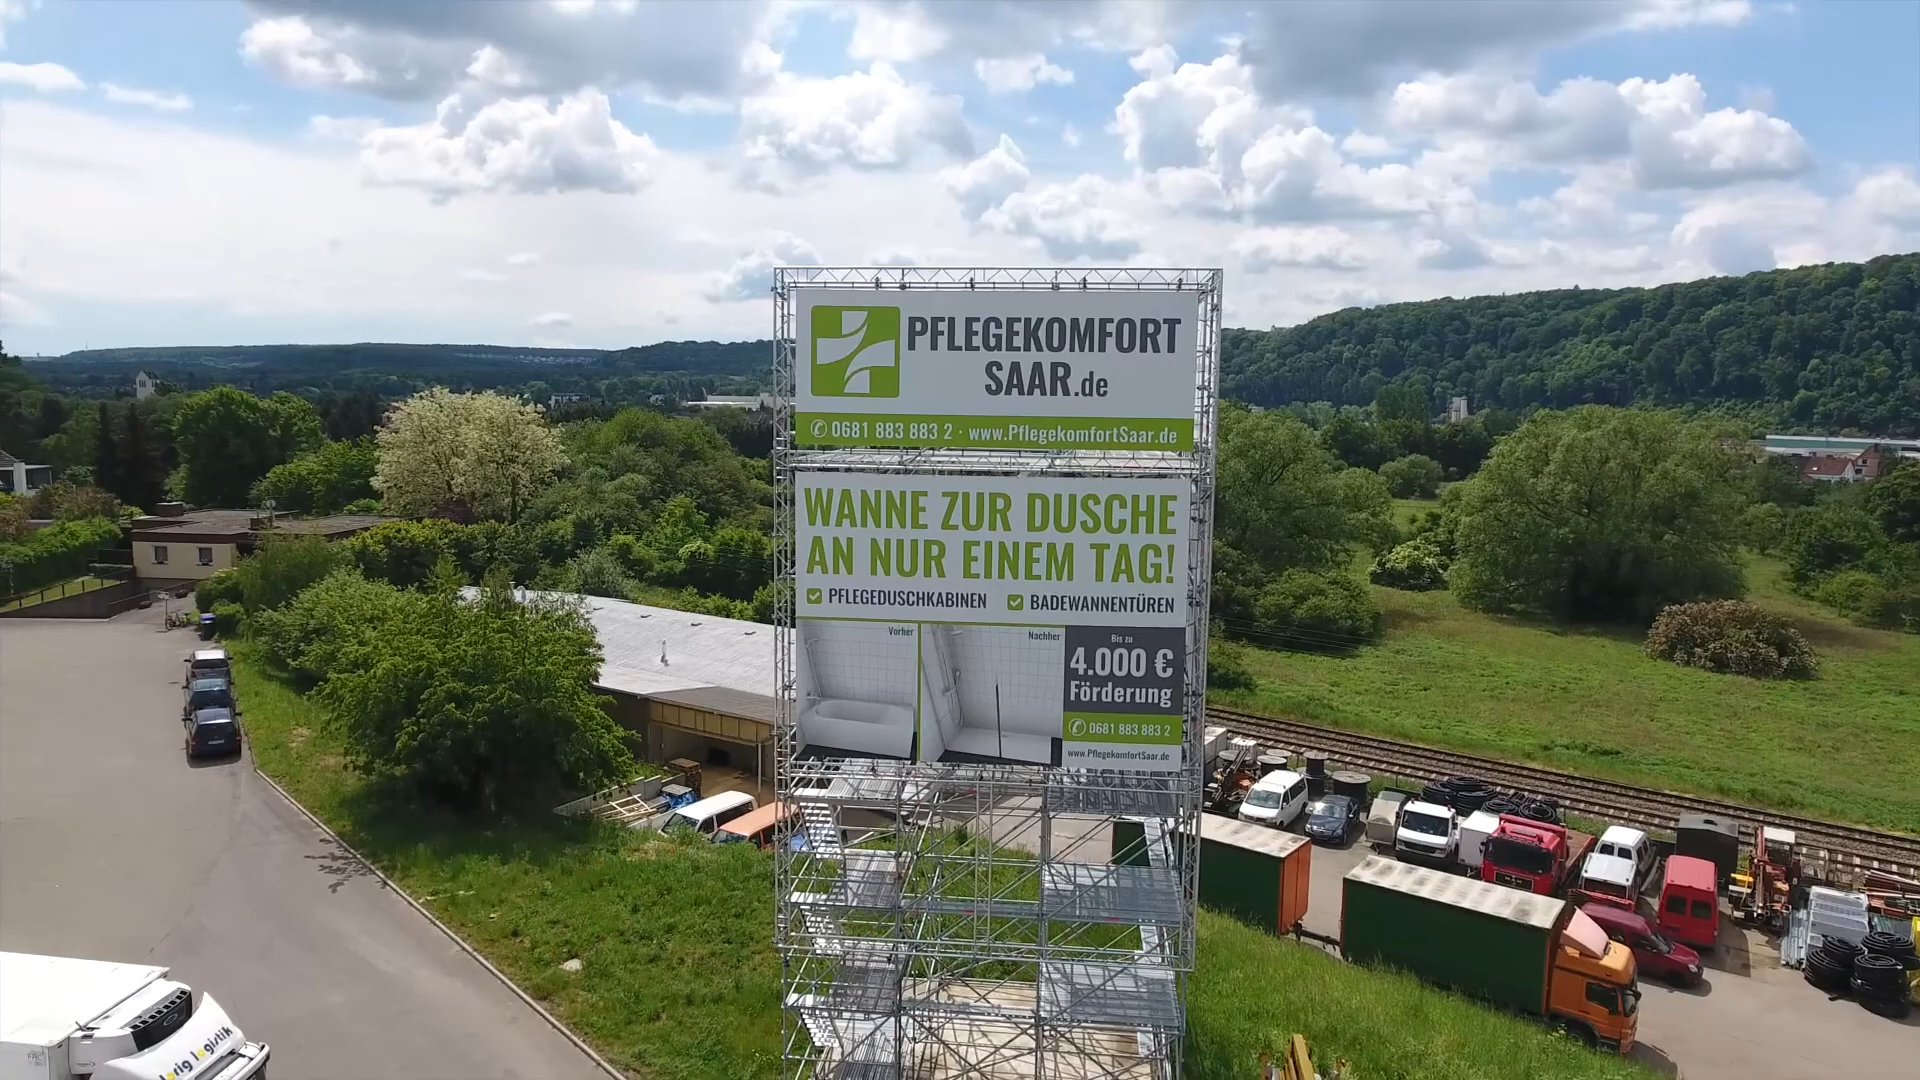 PFLEGEKOMFORT
SAAR.de
0681 883 883 2 · www.PflegekomfortSaar.de
WANNE ZUR DUSCHE
AN NUR EINEM TAG!
PFLEGEDUSCHKABINEN BADEWANNENTÜREN
Vorher
Nachher
Bis zu
4.000 €
Förderung
0681 883 883 2
www.PflegekomfortSaar.de
logistik